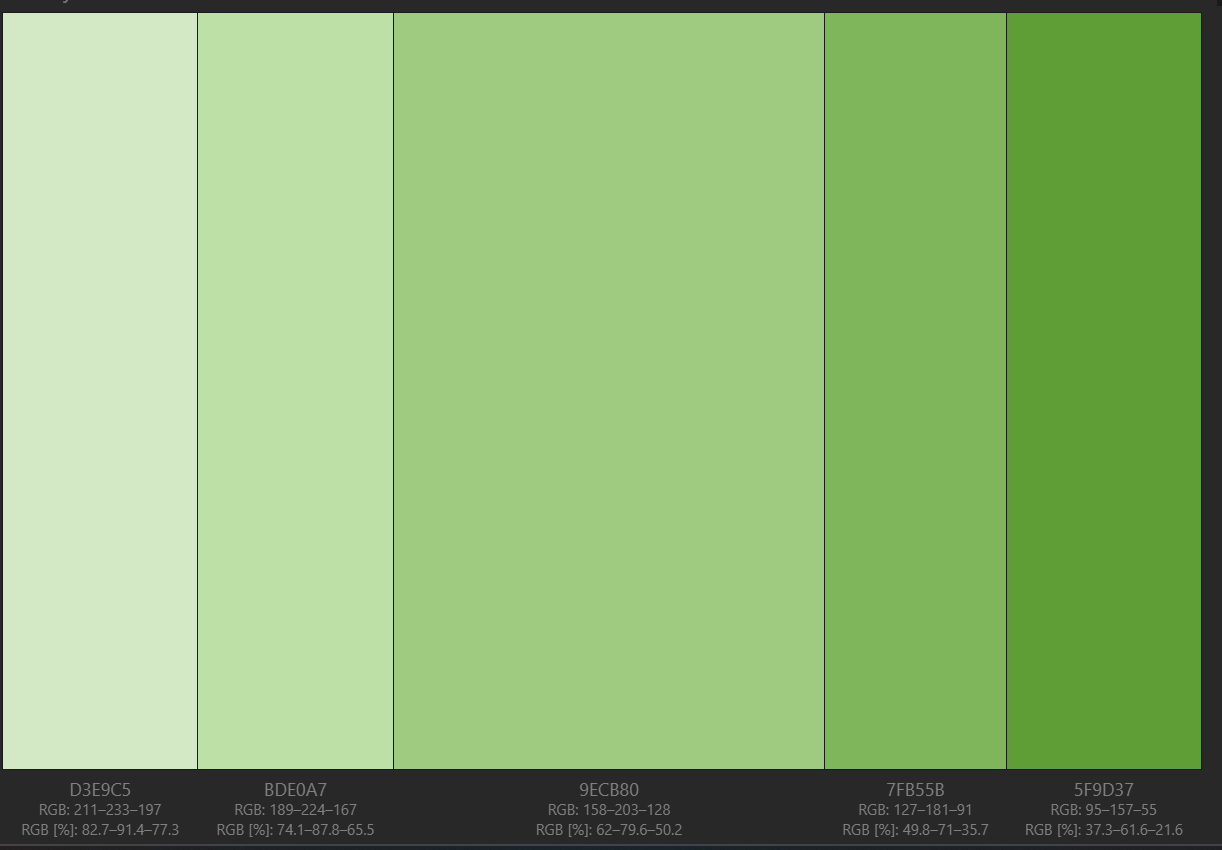 D3E9C5
RGB: 211–233–197
RGB [%]: 82.7–91.4–77.3
BDE0A7
RGB: 189–224–167
RGB [%]: 74.1–87.8–65.5
9ECB80
RGB: 158–203–128
RGB [%]: 62–79.6–50.2
7FB55B
RGB: 127–181–91
RGB [%]: 49.8–71–35.7
5F9D37
RGB: 95–157–55
RGB [%]: 37.3–61.6–21.6